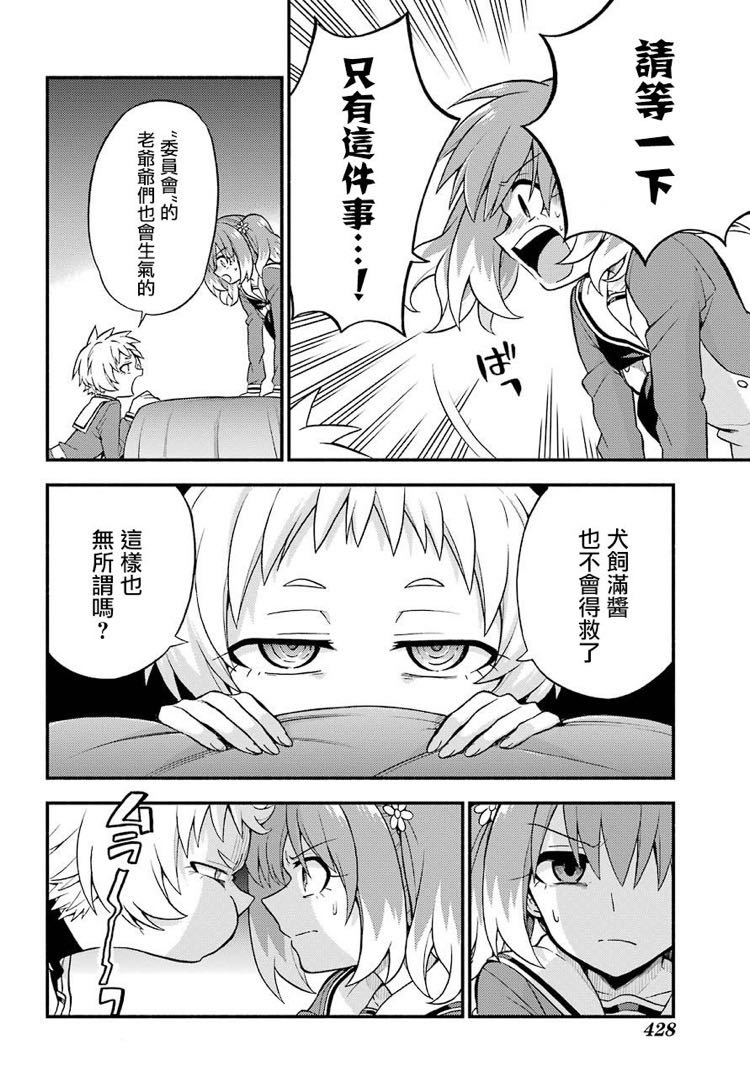 請等一下
只有這件事…！
ばっ
〝委員會〞的
老爺爺們也會生氣的
犬飼滿醬
也不會得救了
這樣也
無所謂嗎？
ムラ～
428